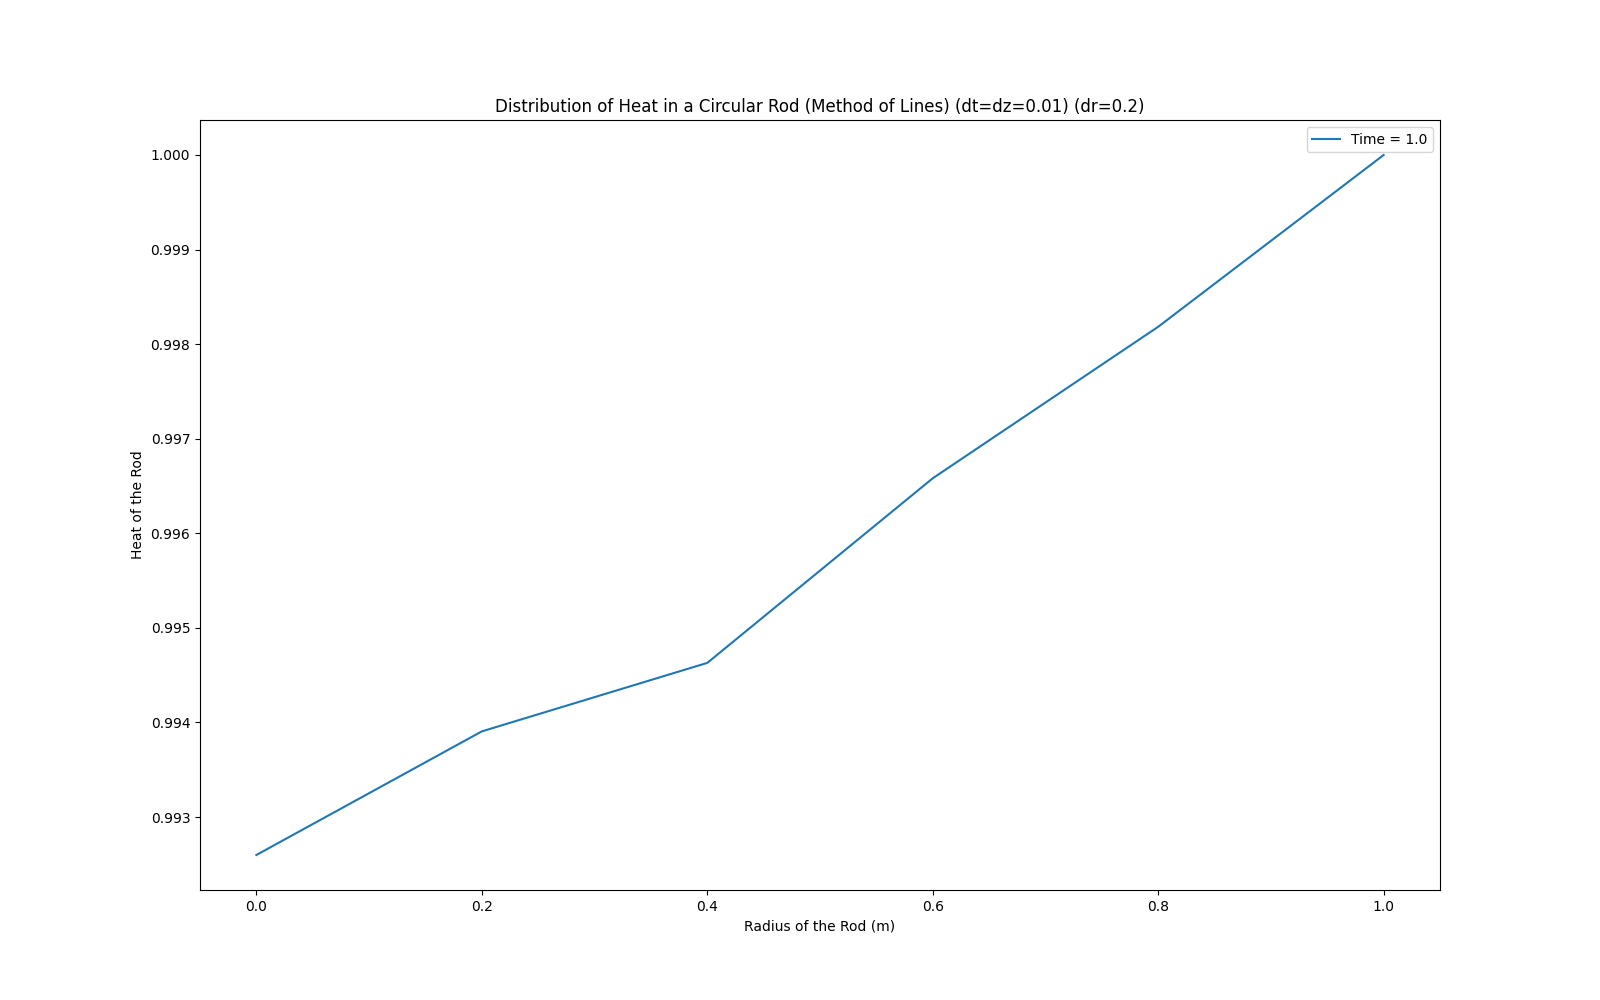 Distribution of Heat in a Circular Rod (Method of Lines) (dt=dz=0.01) (dr=0.2)
Time = 1.0
1.000
0.999
0.998
0.997
0.996
0.995
0.994
0.993
Heat of the Rod
0.0 0.2 0.4 0.6 0.8 1.0
Radius of the Rod (m)